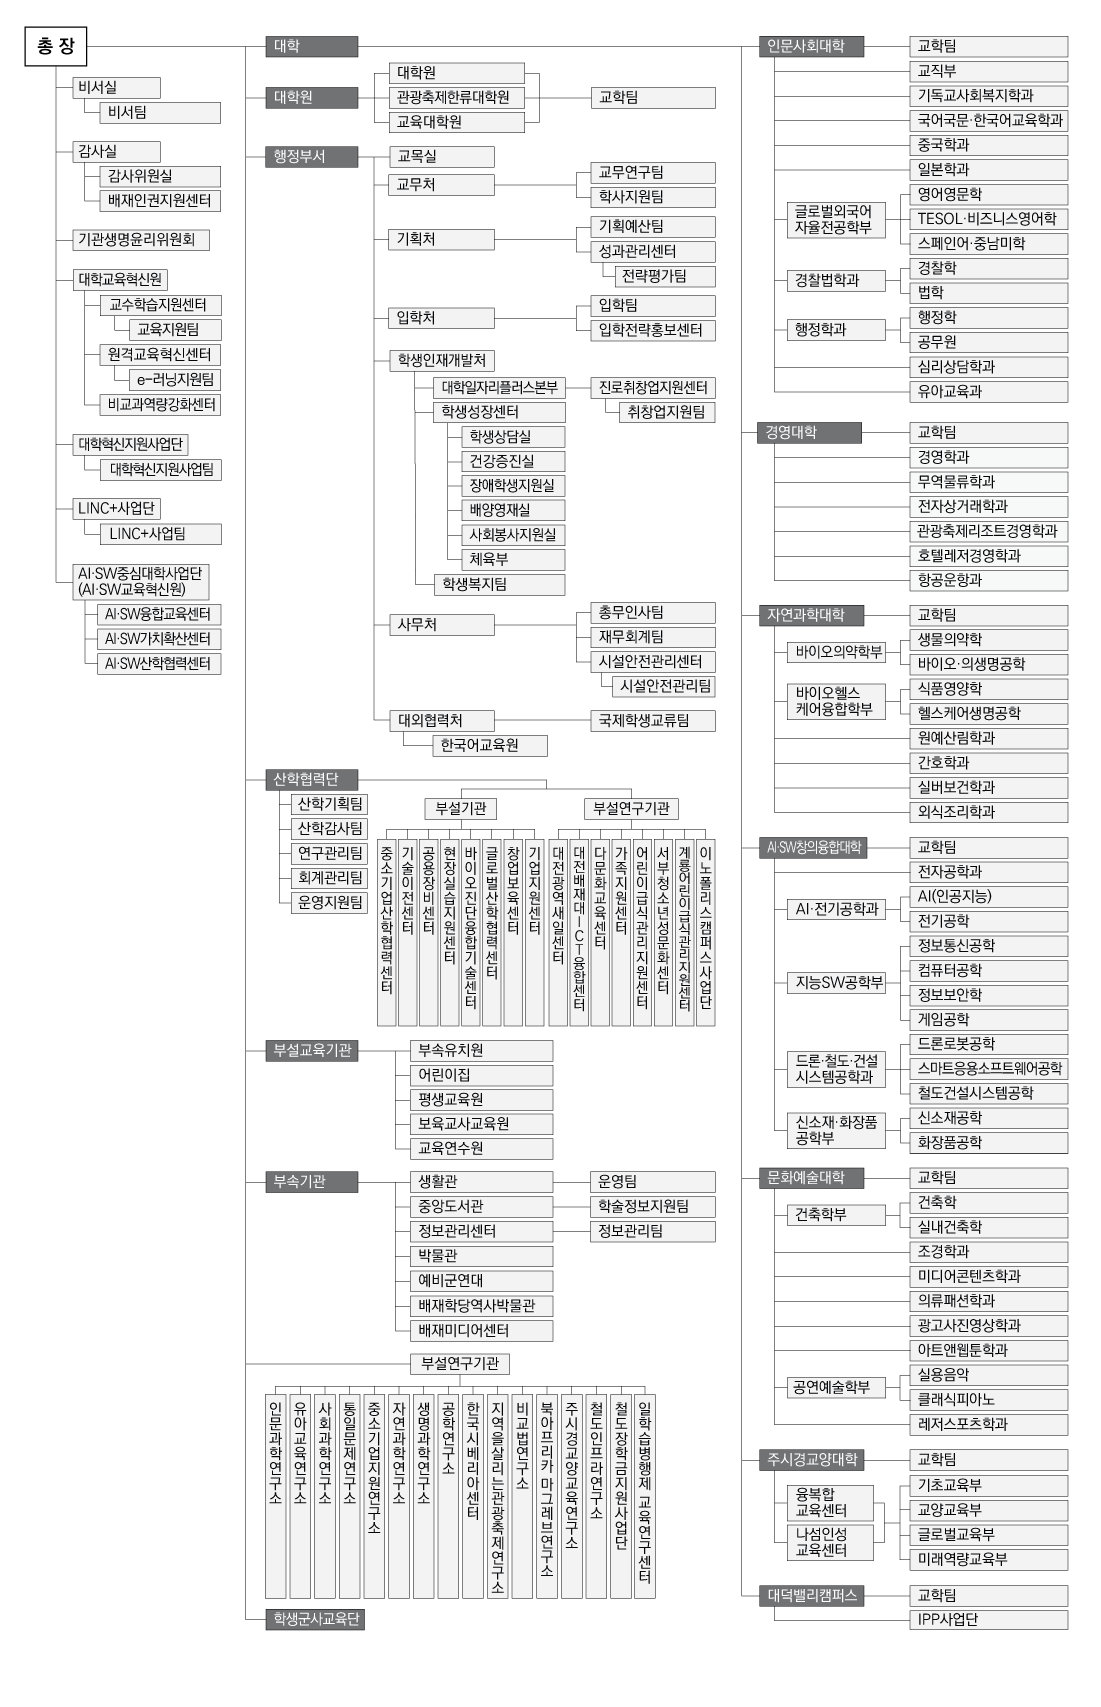 총 장
비서실
비서팀
감사실
감사위원실
배재인권지원센터
기관생명윤리위원회
대학교육혁신원
교수학습지원센터
교육지원팀
원격교육혁신센터
e-러닝지원팀
비교과역량강화센터
대학혁신지원사업단
대학혁신지원사업팀
LINC+사업단
LINC+사업팀
AI·SW중심대학사업단
(AI·SW교육혁신원)
AI·SW융합교육센터
AI·SW가치확산센터
AI·SW산학협력센터
대학
대학원
대학원
관광축제한류대학원
교육대학원
교학팀
행정부서
교목실
교무처
교무연구팀
학사지원팀
기획처
기획예산팀
성과관리센터
전략평가팀
입학처
입학팀
입학전략홍보센터
학생인재개발처
대학일자리플러스본부
진로취창업지원센터
취창업지원팀
학생성장센터
학생상담실
건강증진실
장애학생지원실
배양영재실
사회봉사지원실
체육부
학생복지팀
사무처
총무인사팀
재무회계팀
시설안전관리센터
시설안전관리팀
대외협력처
국제학생교류팀
한국어교육원
산학협력단
산학기획팀
산학감사팀
연구관리팀
회계관리팀
운영지원팀
부설기관
중소기업산학협력센터
기술이전센터
공용장비센터
현장실습지원센터
바이오진단융합기술센터
글로벌산학협력센터
창업보육센터
기업지원센터
부설연구기관
대전광역새일센터
대전배재대ICT융합센터
다문화교육센터
가족지원센터
어린이급식관리지원센터
서부청소년성문화센터
계룡어린이급식관리지원센터
이노폴리스캠퍼스사업단
부설교육기관
부속유치원
어린이집
평생교육원
보육교사교육원
교육연수원
부속기관
생활관
운영팀
중앙도서관
학술정보지원팀
정보관리센터
정보관리팀
박물관
예비군연대
배재학당역사박물관
배재미디어센터
부설연구기관
인문과학연구소
유아교육연구소
사회과학연구소
통일문제연구소
중소기업지원연구소
자연과학연구소
생명과학연구소
공학연구소
한국시베리아센터
지역을살리는관광축제연구소
비교법연구소
북아프리카 마그레브연구소
주시경교양교육연구소
철도인프라연구소
철도장학금지원사업단
일학습병행제 교육연구센터
학생군사교육단
인문사회대학
교학팀
교직부
기독교사회복지학과
국어국문·한국어교육학과
중국학과
일본학과
글로벌외국어
자율전공학부
영어영문학
TESOL·비즈니스영어학
스페인어·중남미학
경찰법학과
경찰학
법학
행정학과
행정학
공무원
심리상담학과
유아교육과
경영대학
교학팀
경영학과
무역물류학과
전자상거래학과
관광축제리조트경영학과
호텔레저경영학과
항공운항과
자연과학대학
교학팀
바이오의약학부
생물의약학
바이오·의생명공학
바이오헬스
케어융합학부
식품영양학
헬스케어생명공학
원예산림학과
간호학과
실버보건학과
외식조리학과
AI·SW창의융합대학
교학팀
전자공학과
AI·전기공학과
AI(인공지능)
전기공학
지능SW공학부
정보통신공학
컴퓨터공학
정보보안학
게임공학
드론·철도·건설
시스템공학과
드론로봇공학
스마트응용소프트웨어공학
철도건설시스템공학
신소재·화장품
공학부
신소재공학
화장품공학
문화예술대학
교학팀
건축학부
건축학
실내건축학
조경학과
미디어콘텐츠학과
의류패션학과
광고사진영상학과
아트앤웹툰학과
공연예술학부
실용음악
클래식피아노
레저스포츠학과
주시경교양대학
교학팀
융복합
교육센터
나섬인성
교육센터
기초교육부
교양교육부
글로벌교육부
미래역량교육부
대덕밸리캠퍼스
교학팀
IPP사업단